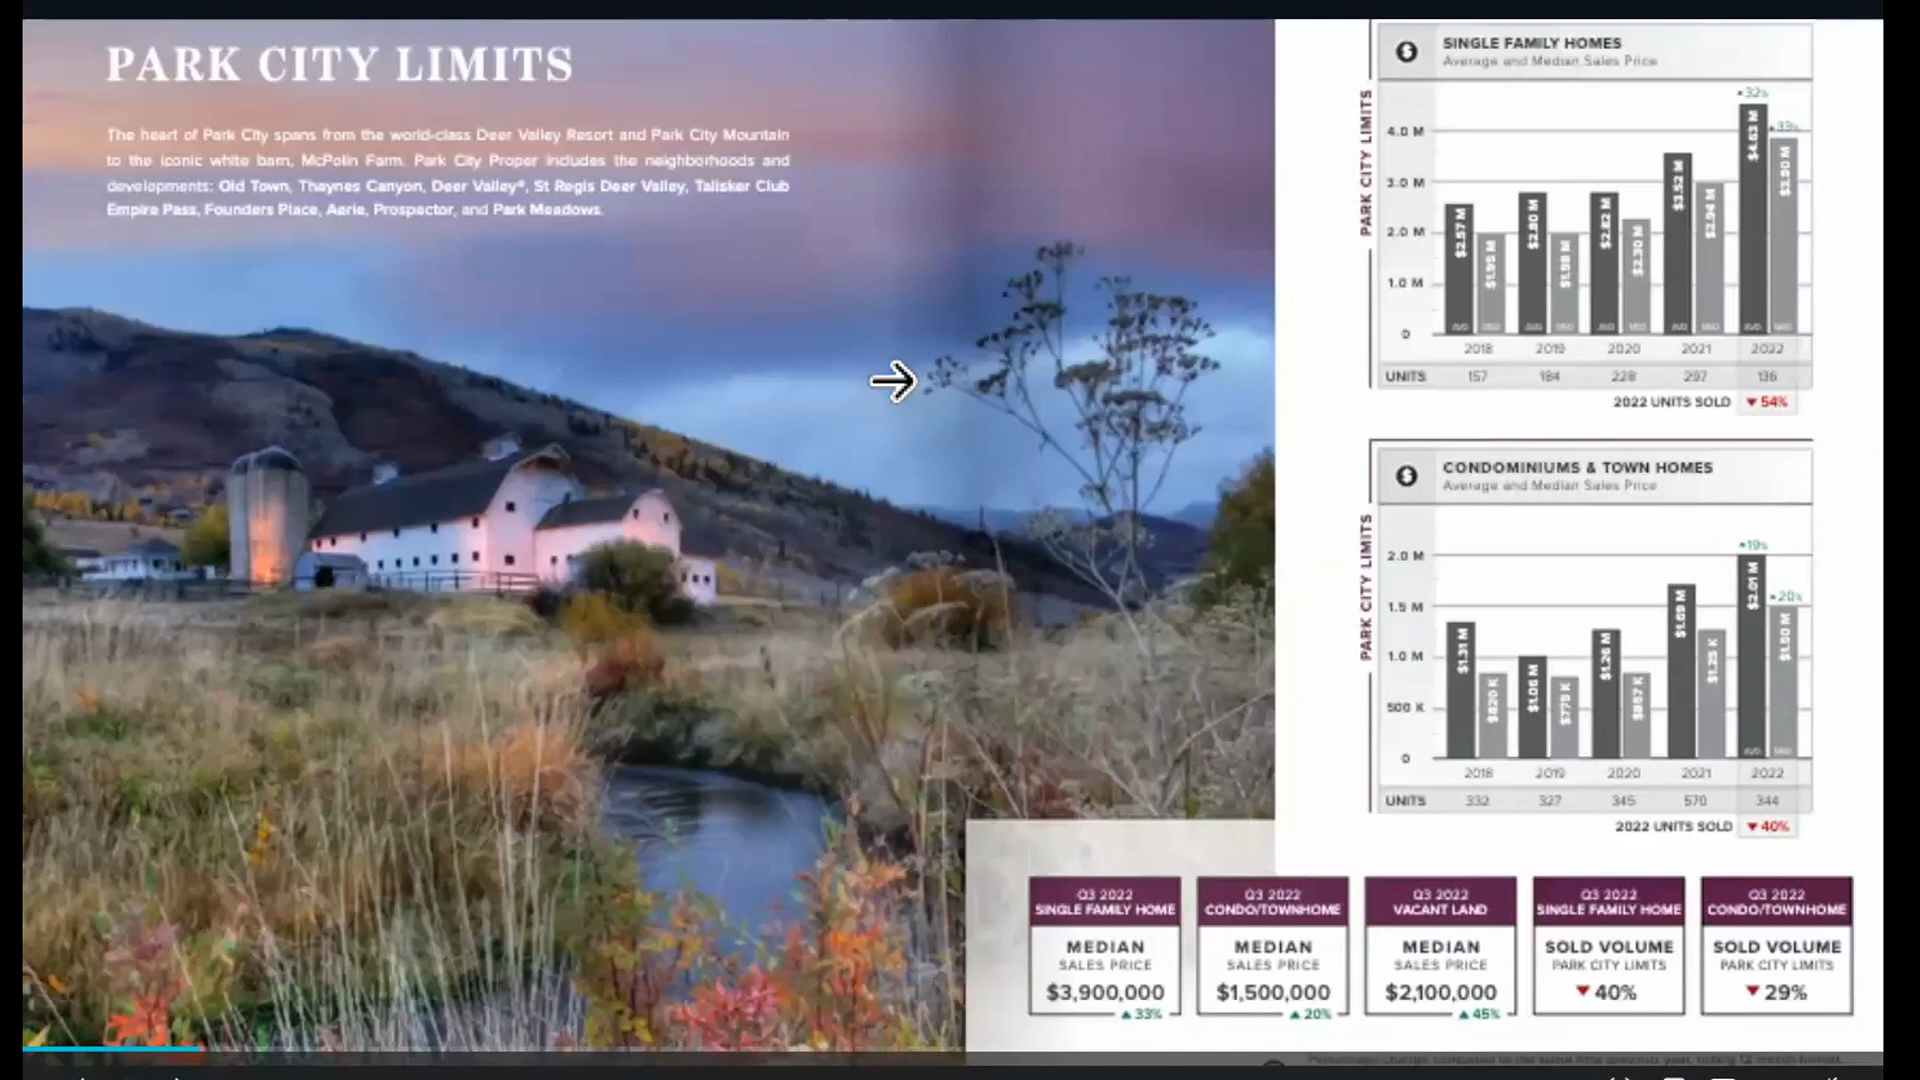 PARK CITY LIMITS
The heart of Park City spans from the world-class Deer Valley Resort and Park City Mountain
to the iconic white barn, McPolin Farm. Park City Proper includes the neighborhoods and
developments: Old Town, Thaynes Canyon, Deer Valley®, St Regis Deer Valley, Talisker Club
Empire Pass, Founders Place, Aerie, Prospector, and Park Meadows.
SINGLE FAMILY HOMES
Average and Median Sales Price
PARK CITY LIMITS
4.0 M
3.0 M
2.0 M
1.0 M
0
$2.57 M
$1.95 M
$2.80 M
$1.98 M
$2.82 M
$2.30 M
$3.52 M
$2.94 M
32%
$4.63 M
33%
$3.90 M
2018 2019 2020 2021 2022
UNITS 157 184 228 297 136
2022 UNITS SOLD ▼ 54%
CONDOMINIUMS & TOWN HOMES
Average and Median Sales Price
PARK CITY LIMITS
2.0 M
1.5 M
1.0 M
500 K
0
$1.31 M
$820 K
$1.06 M
$775 K
$1.26 M
$857 K
$1.69 M
$1.25 K
19%
$2.01 M
20%
$1.50 M
2018 2019 2020 2021 2022
UNITS 332 327 345 570 344
2022 UNITS SOLD ▼ 40%
Q3 2022
SINGLE FAMILY HOME
MEDIAN
SALES PRICE
$3,900,000
▲ 33%
Q3 2022
CONDO/TOWNHOME
MEDIAN
SALES PRICE
$1,500,000
▲ 20%
Q3 2022
VACANT LAND
MEDIAN
SALES PRICE
$2,100,000
▲ 45%
Q3 2022
SINGLE FAMILY HOME
SOLD VOLUME
PARK CITY LIMITS
▼ 40%
Q3 2022
CONDO/TOWNHOME
SOLD VOLUME
PARK CITY LIMITS
▼ 29%